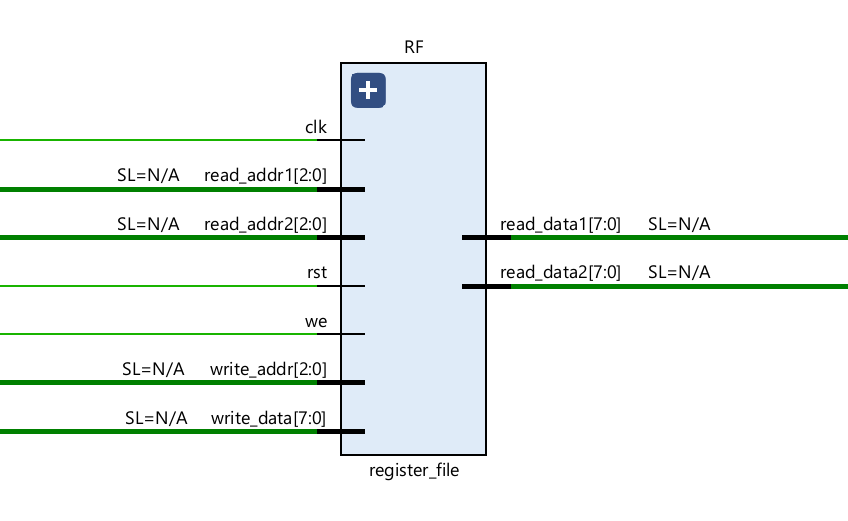 RF
clk
SL=N/A read_addr1[2:0]
SL=N/A read_addr2[2:0]
read_data1[7:0] SL=N/A
rst
read_data2[7:0] SL=N/A
we
SL=N/A write_addr[2:0]
SL=N/A write_data[7:0]
register_file